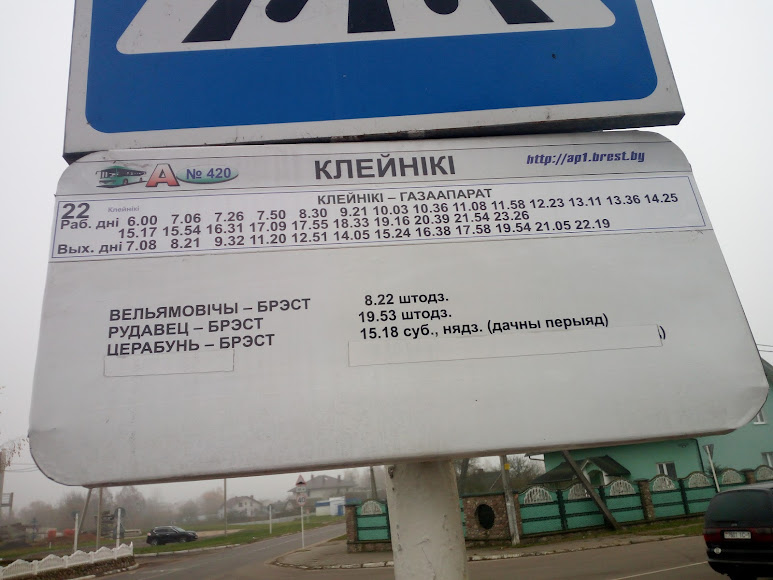 А № 420 КЛЕЙНІКІ http://ap1.brest.by
КЛЕЙНІКІ – ГАЗААПАРАТ
22 Клейнікі
Раб. дні 6.00 7.06 7.26 7.50 8.30 9.21 10.03 10.36 11.08 11.58 12.23 13.11 13.36 14.25
15.17 15.54 16.31 17.09 17.55 18.33 19.16 20.39 21.54 23.26
Вых. дні 7.08 8.21 9.32 11.20 12.51 14.05 15.24 16.38 17.58 19.54 21.05 22.19
ВЕЛЬЯМОВІЧЫ – БРЭСТ 8.22 штодз.
РУДАВЕЦ – БРЭСТ 19.53 штодз.
ЦЕРАБУНЬ – БРЭСТ 15.18 суб., нядз. (дачны перыяд)
)